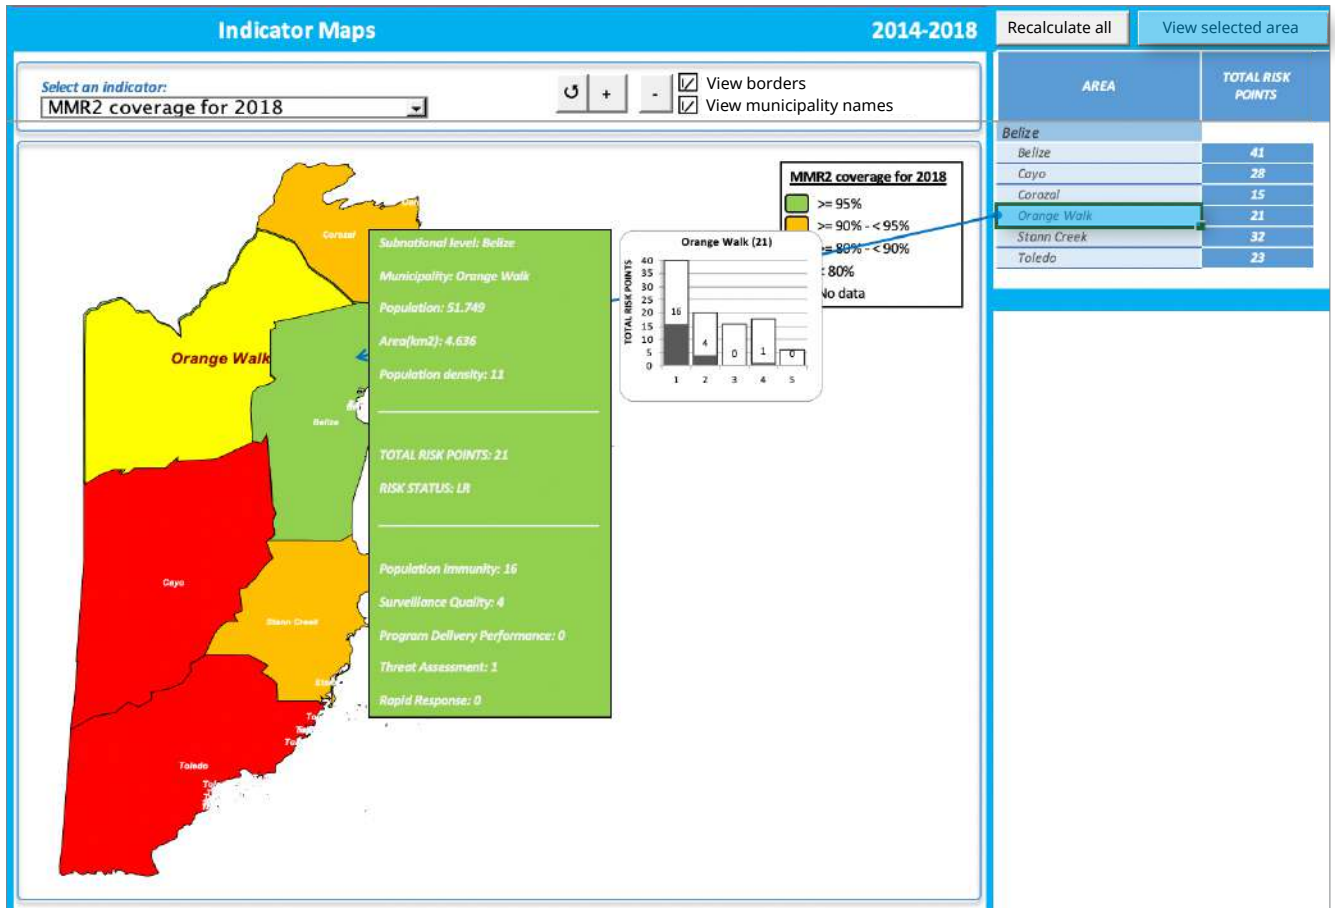 Indicator Maps
2014-2018
Recalculate all
View selected area
Select an indicator:
MMR2 coverage for 2018
↺
+
-
View borders
View municipality names
AREA
TOTAL RISK
POINTS
Belize
Belize 41
Cayo 28
Corozal 15
Orange Walk 21
Stann Creek 32
Toledo 23
MMR2 coverage for 2018
>= 95%
>= 90% - < 95%
>= 80% - < 90%
< 80%
No data
Corozal
Orange Walk
Belize
Cayo
Stann Creek
Toledo
Subnational level: Belize
Municipality: Orange Walk
Population: 51.749
Area(km2): 4.636
Population density: 11
TOTAL RISK POINTS: 21
RISK STATUS: LR
Population Immunity: 16
Surveillance Quality: 4
Program Delivery Performance: 0
Threat Assessment: 1
Rapid Response: 0
Orange Walk (21)
TOTAL RISK POINTS
40
35
30
25
20
15
10
5
0
16
4
0
1
0
1 2 3 4 5